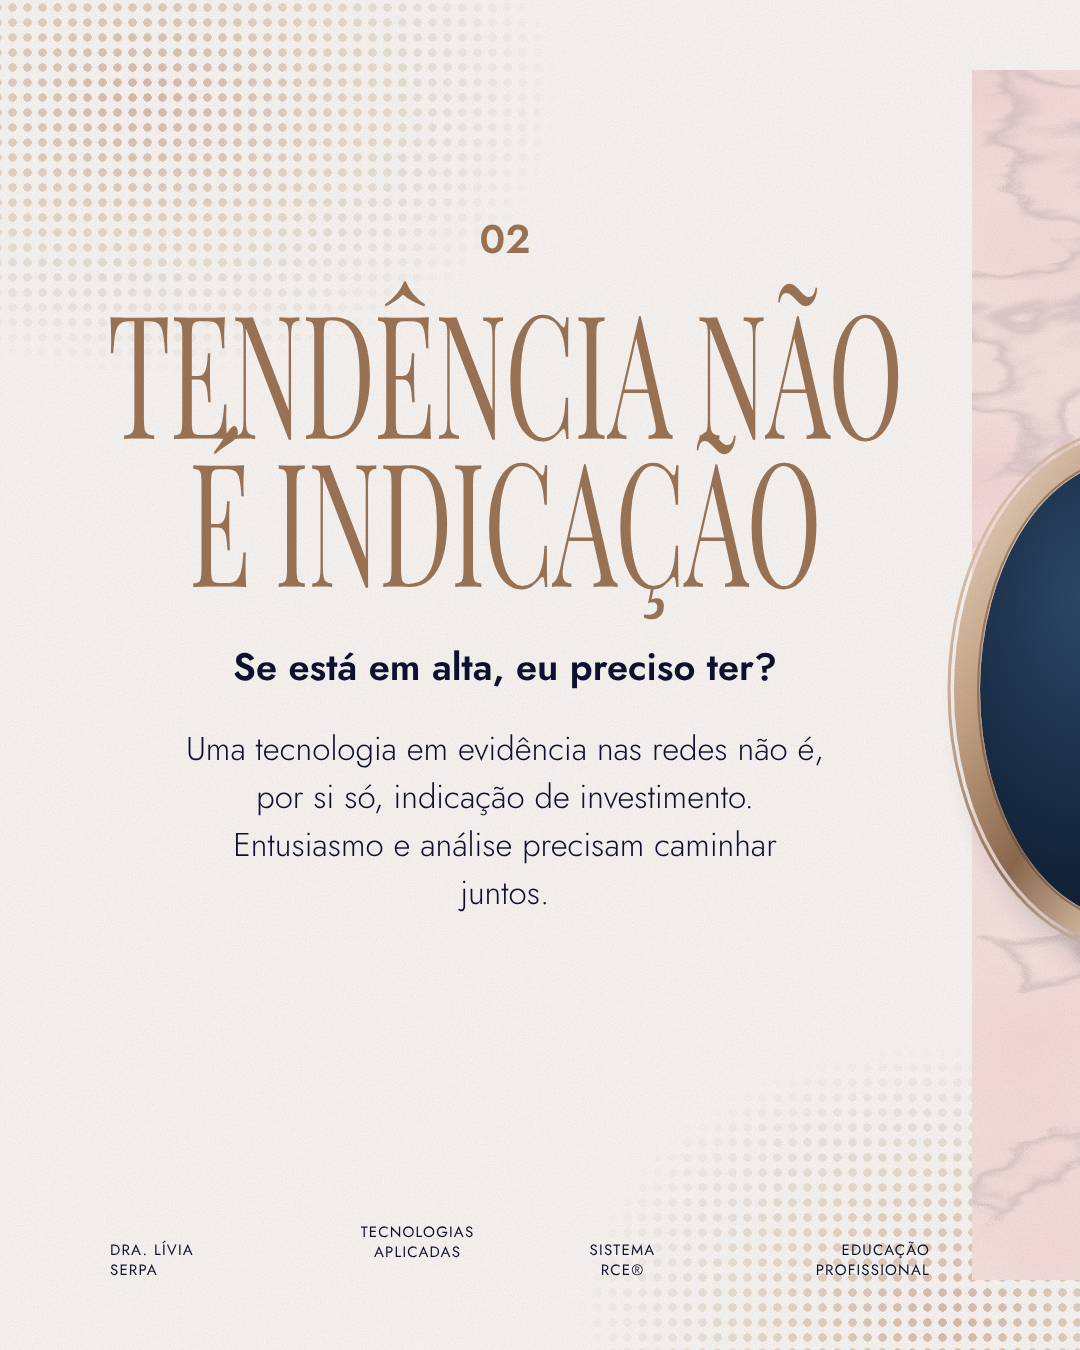 02
TENDÊNCIA NÃO
É INDICAÇÃO
Se está em alta, eu preciso ter?
Uma tecnologia em evidência nas redes não é,
por si só, indicação de investimento.
Entusiasmo e análise precisam caminhar
juntos.
DRA. LÍVIA
SERPA
TECNOLOGIAS
APLICADAS
SISTEMA
RCE®
EDUCAÇÃO
PROFISSIONAL